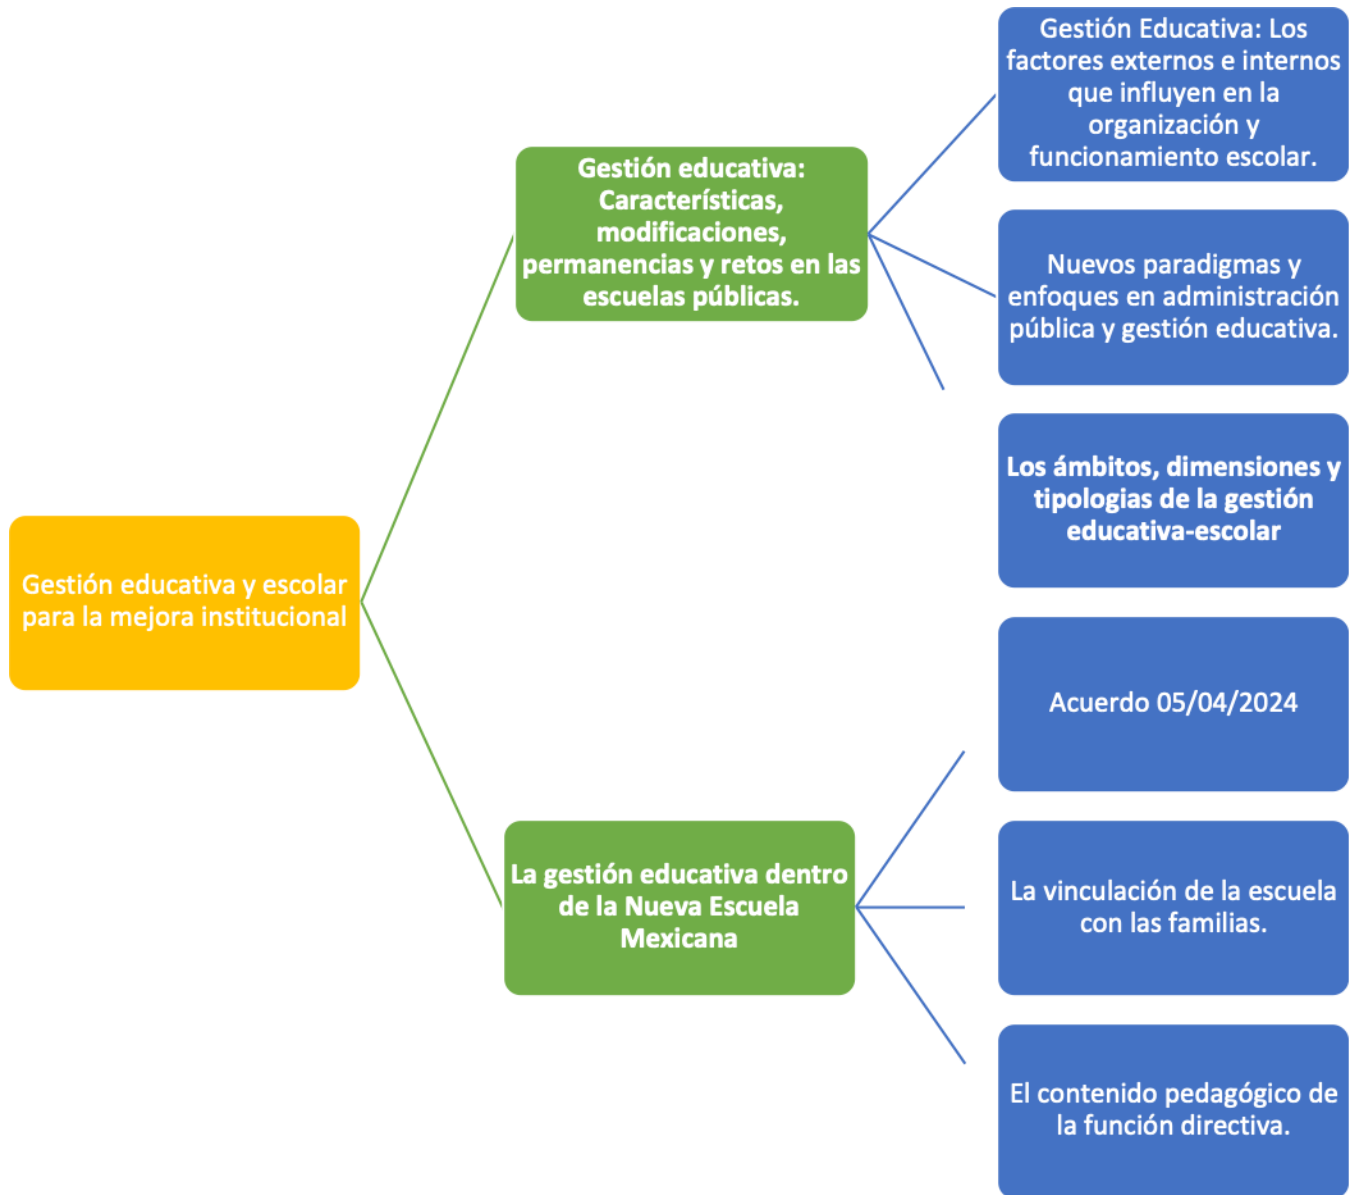 Gestión educativa y escolar
para la mejora institucional
Gestión educativa:
Características,
modificaciones,
permanencias y retos en las
escuelas públicas.
Gestión Educativa: Los
factores externos e internos
que influyen en la
organización y
funcionamiento escolar.
Nuevos paradigmas y
enfoques en administración
pública y gestión educativa.
Los ámbitos, dimensiones y
tipologias de la gestión
educativa-escolar
La gestión educativa dentro
de la Nueva Escuela
Mexicana
Acuerdo 05/04/2024
La vinculación de la escuela
con las familias.
El contenido pedagógico de
la función directiva.